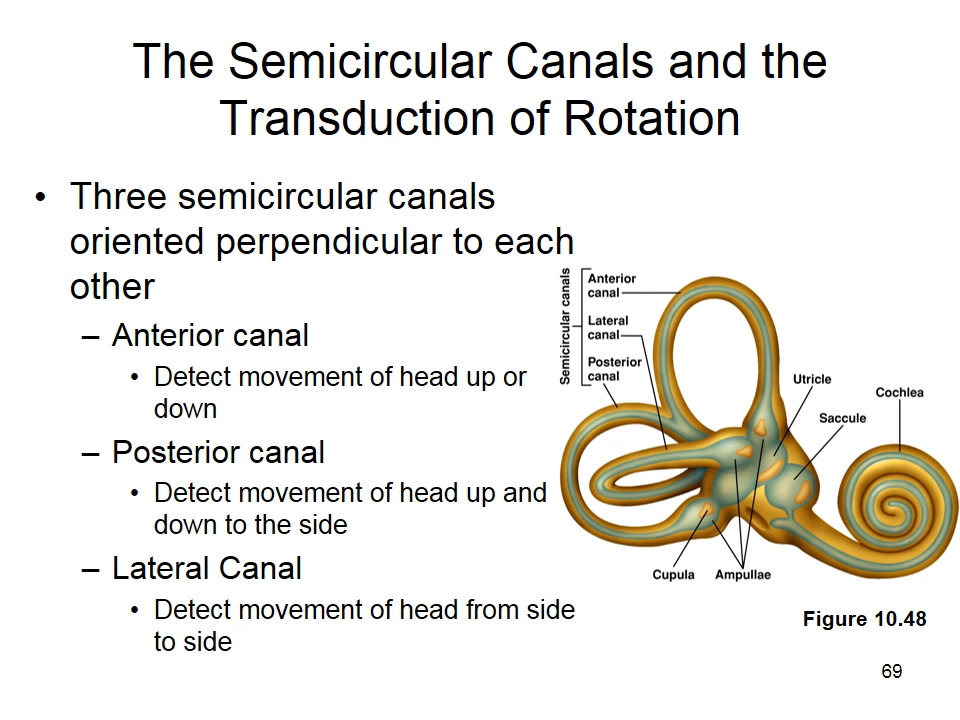 The Semicircular Canals and the
Transduction of Rotation
• Three semicircular canals
oriented perpendicular to each
other
– Anterior canal
• Detect movement of head up or
down
– Posterior canal
• Detect movement of head up and
down to the side
– Lateral Canal
• Detect movement of head from side
to side
Semicircular canals
Anterior
canal
Lateral
canal
Posterior
canal
Utricle
Saccule
Cochlea
Cupula
Ampullae
Figure 10.48
69